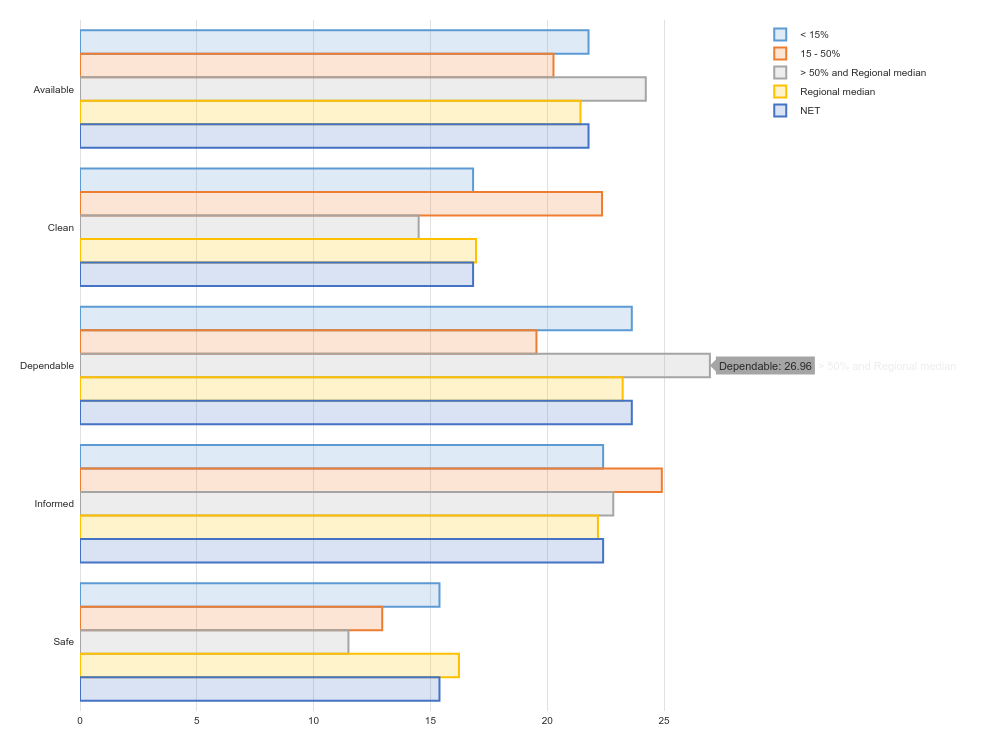 < 15%
15 - 50%
> 50% and Regional median
Regional median
NET
Available
Clean
Dependable
Dependable: 26.96 > 50% and Regional median
Informed
Safe
0 5 10 15 20 25